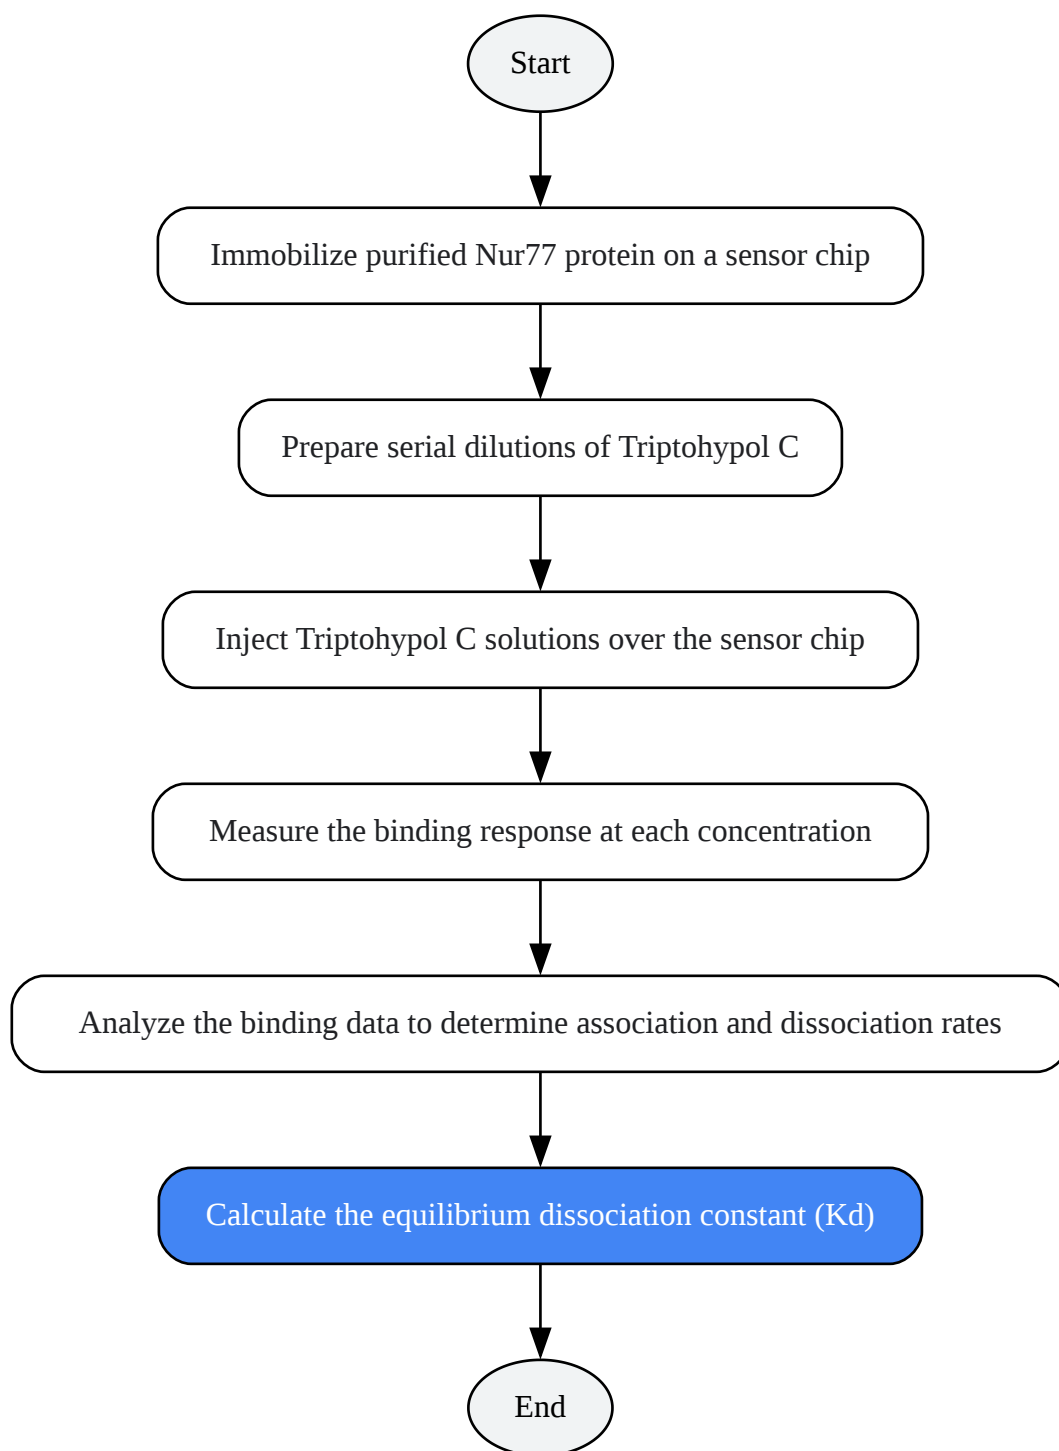 Start
Immobilize purified Nur77 protein on a sensor chip
Prepare serial dilutions of Triptohypol C
Inject Triptohypol C solutions over the sensor chip
Measure the binding response at each concentration
Analyze the binding data to determine association and dissociation rates
Calculate the equilibrium dissociation constant (Kd)
End